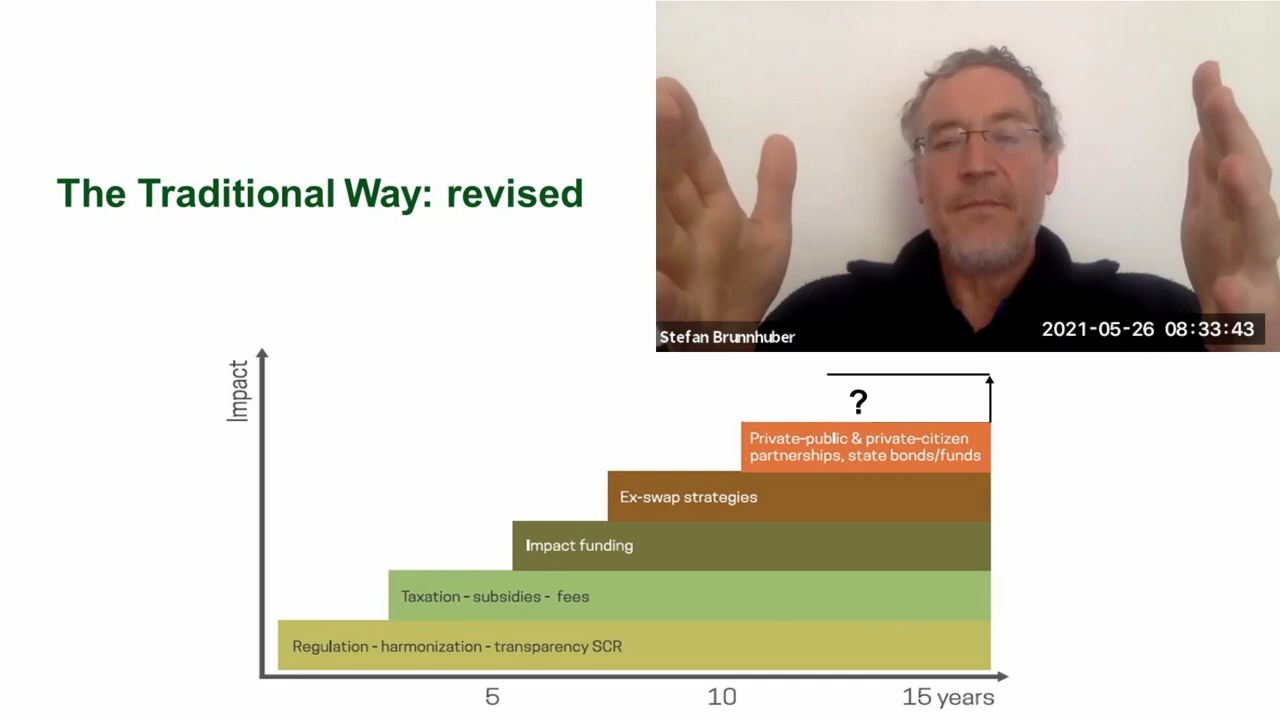 The Traditional Way: revised
Stefan Brunnhuber
2021-05-26 08:33:43
Impact
?
Private-public & private-citizen
partnerships, state bonds/funds
Ex-swap strategies
Impact funding
Taxation - subsidies - fees
Regulation - harmonization - transparency SCR
5 10 15 years